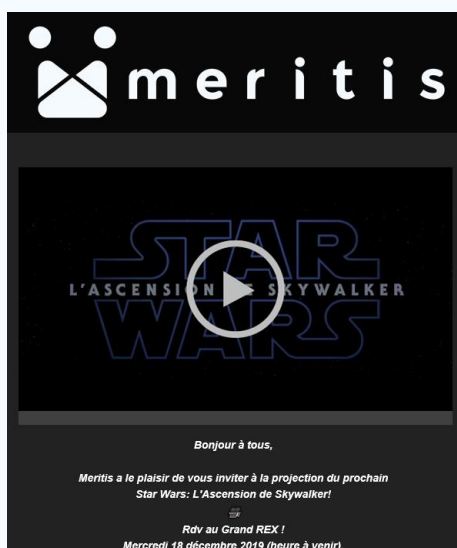 meritis
STAR
L'ASCENSION DE SKYWALKER
WARS
Bonjour à tous,
Meritis a le plaisir de vous inviter à la projection du prochain
Star Wars: L'Ascension de Skywalker!
Rdv au Grand REX !
Mercredi 18 décembre 2019 (heure à venir)